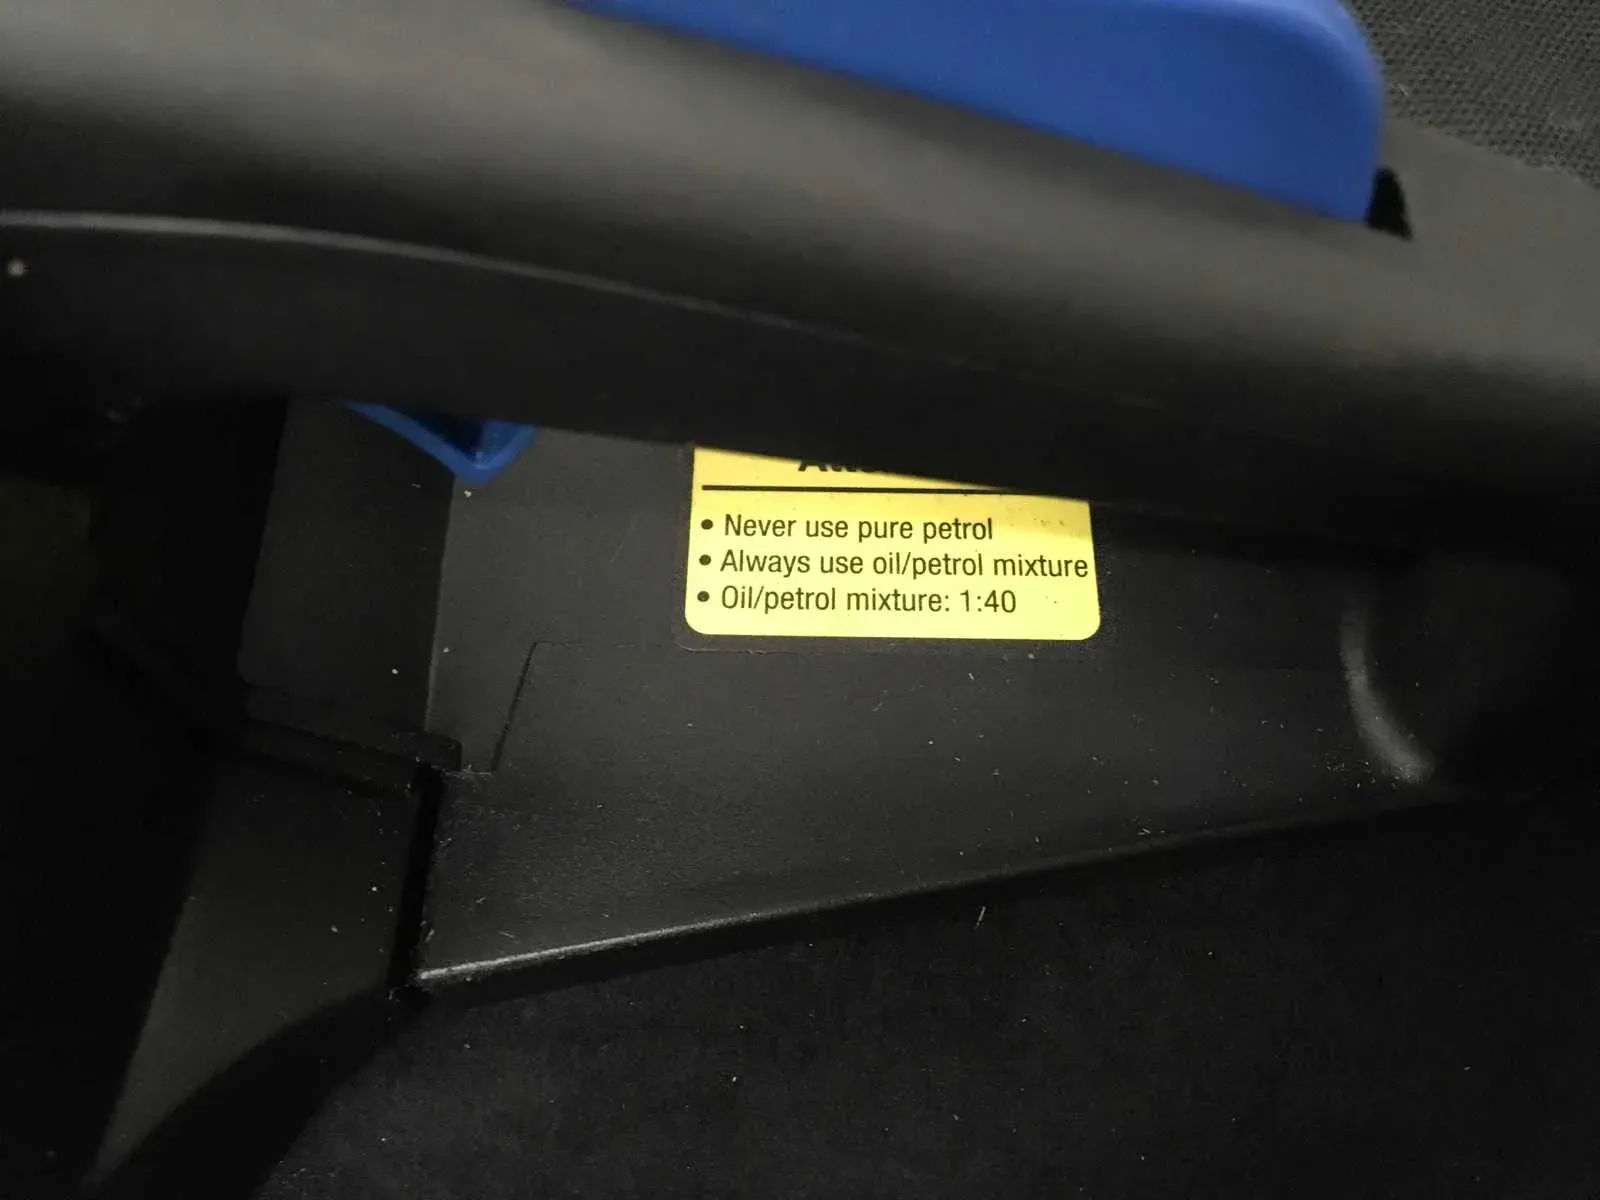 • Never use pure petrol
• Always use oil/petrol mixture
• Oil/petrol mixture: 1:40